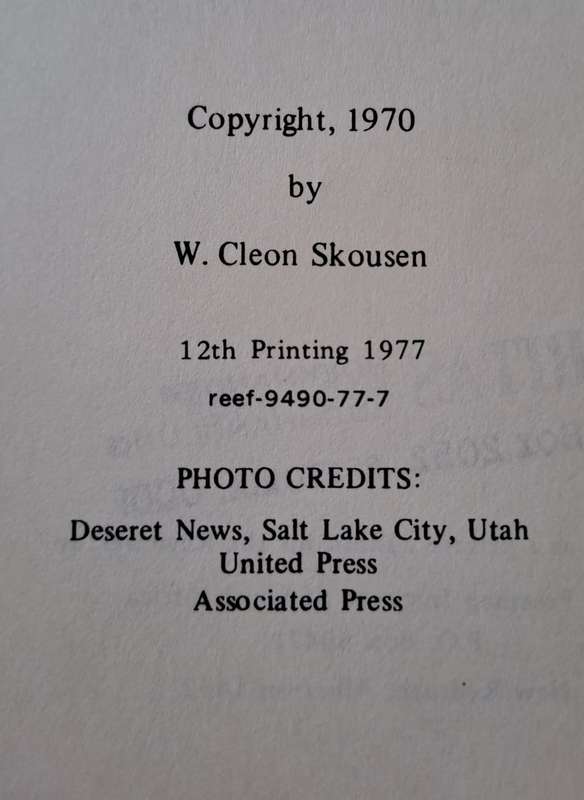 Copyright, 1970
by
W. Cleon Skousen
12th Printing 1977
reef-9490-77-7
PHOTO CREDITS:
Deseret News, Salt Lake City, Utah
United Press
Associated Press